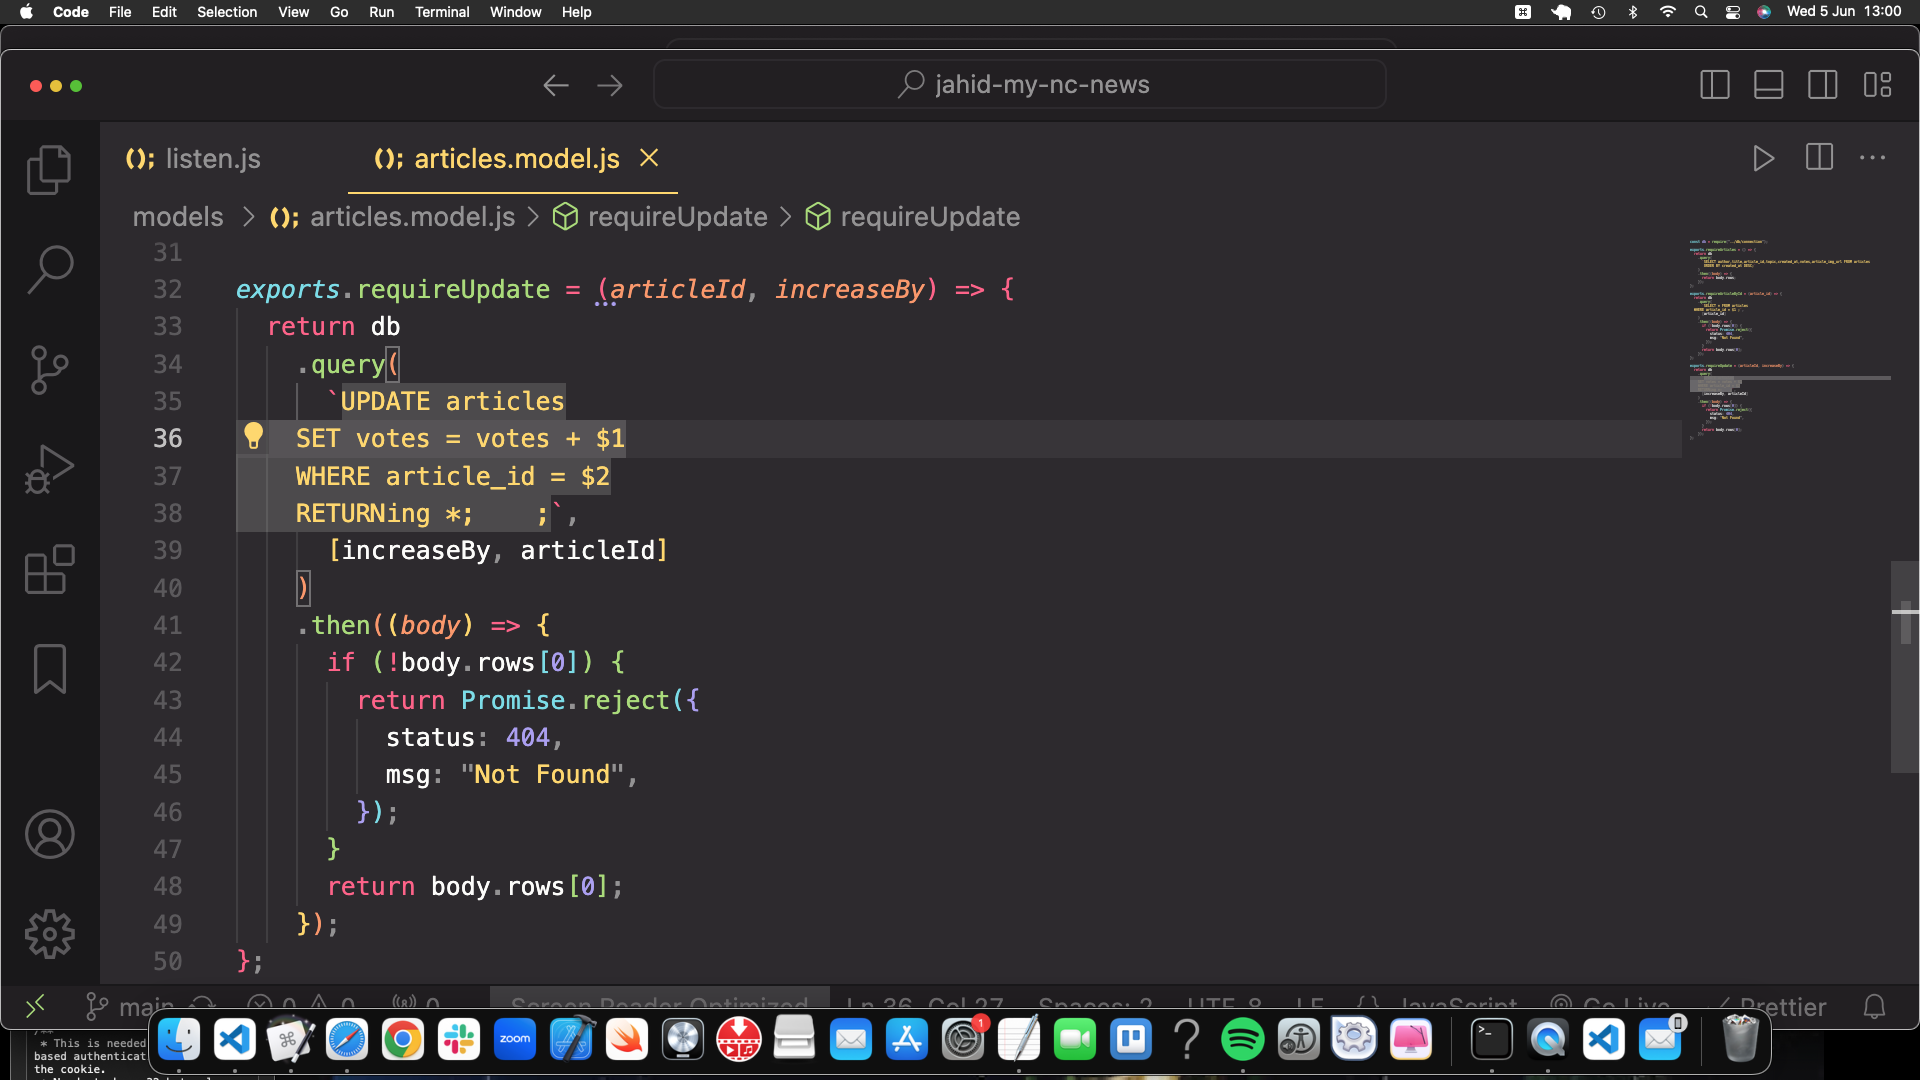 Code File Edit Selection View Go Run Terminal Window Help Wed 5 Jun 13:00
jahid-my-nc-news
listen.js articles.model.js
models > articles.model.js > requireUpdate > requireUpdate
31
32 exports.requireUpdate = (articleId, increaseBy) => {
33 return db
34 .query(
35 `UPDATE articles
36 SET votes = votes + $1
37 WHERE article_id = $2
38 RETURNing *; ;`,
39 [increaseBy, articleId]
40 )
41 .then((body) => {
42 if (!body.rows[0]) {
43 return Promise.reject({
44 status: 404,
45 msg: "Not Found",
46 });
47 }
48 return body.rows[0];
49 });
50 };
main 0 0 0 Screen Reader Optimized Ln 36, Col 27 Spaces: 2 UTF-8 LF {} JavaScript Go Live Prettier
zoom
1
* This is needed
based authenticat
the cookie.